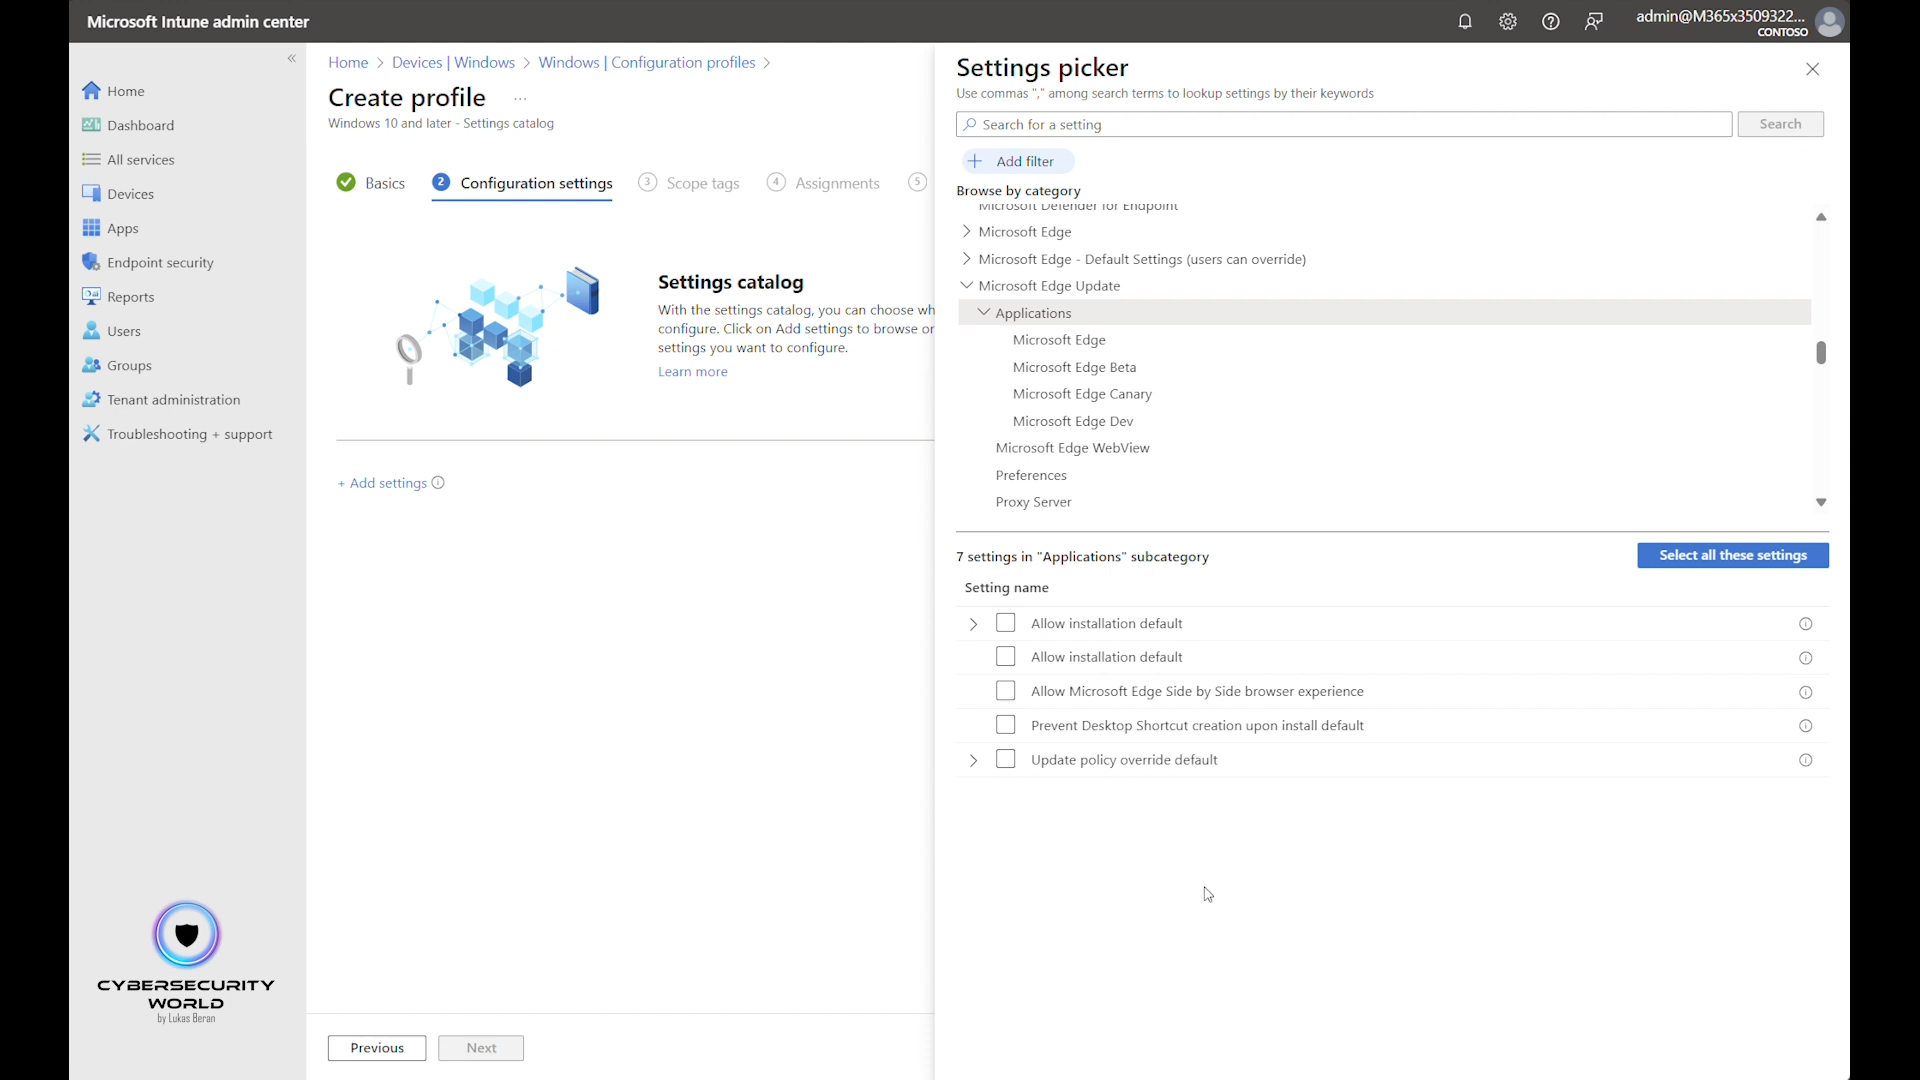 Microsoft Intune admin center
admin@M365x3509322...
CONTOSO
Home
Dashboard
All services
Devices
Apps
Endpoint security
Reports
Users
Groups
Tenant administration
Troubleshooting + support
CYBERSECURITY
WORLD
by Lukas Beran
Home > Devices | Windows > Windows | Configuration profiles >
Create profile ...
Windows 10 and later - Settings catalog
Basics
2 Configuration settings
3 Scope tags
4 Assignments
5
Settings catalog
With the settings catalog, you can choose wh
configure. Click on Add settings to browse or
settings you want to configure.
Learn more
+ Add settings
Previous
Next
Settings picker
Use commas "," among search terms to lookup settings by their keywords
Search for a setting
Search
Add filter
Browse by category
Microsoft Defender for Endpoint
Microsoft Edge
Microsoft Edge - Default Settings (users can override)
Microsoft Edge Update
Applications
Microsoft Edge
Microsoft Edge Beta
Microsoft Edge Canary
Microsoft Edge Dev
Microsoft Edge WebView
Preferences
Proxy Server
7 settings in "Applications" subcategory
Select all these settings
Setting name
Allow installation default
Allow installation default
Allow Microsoft Edge Side by Side browser experience
Prevent Desktop Shortcut creation upon install default
Update policy override default